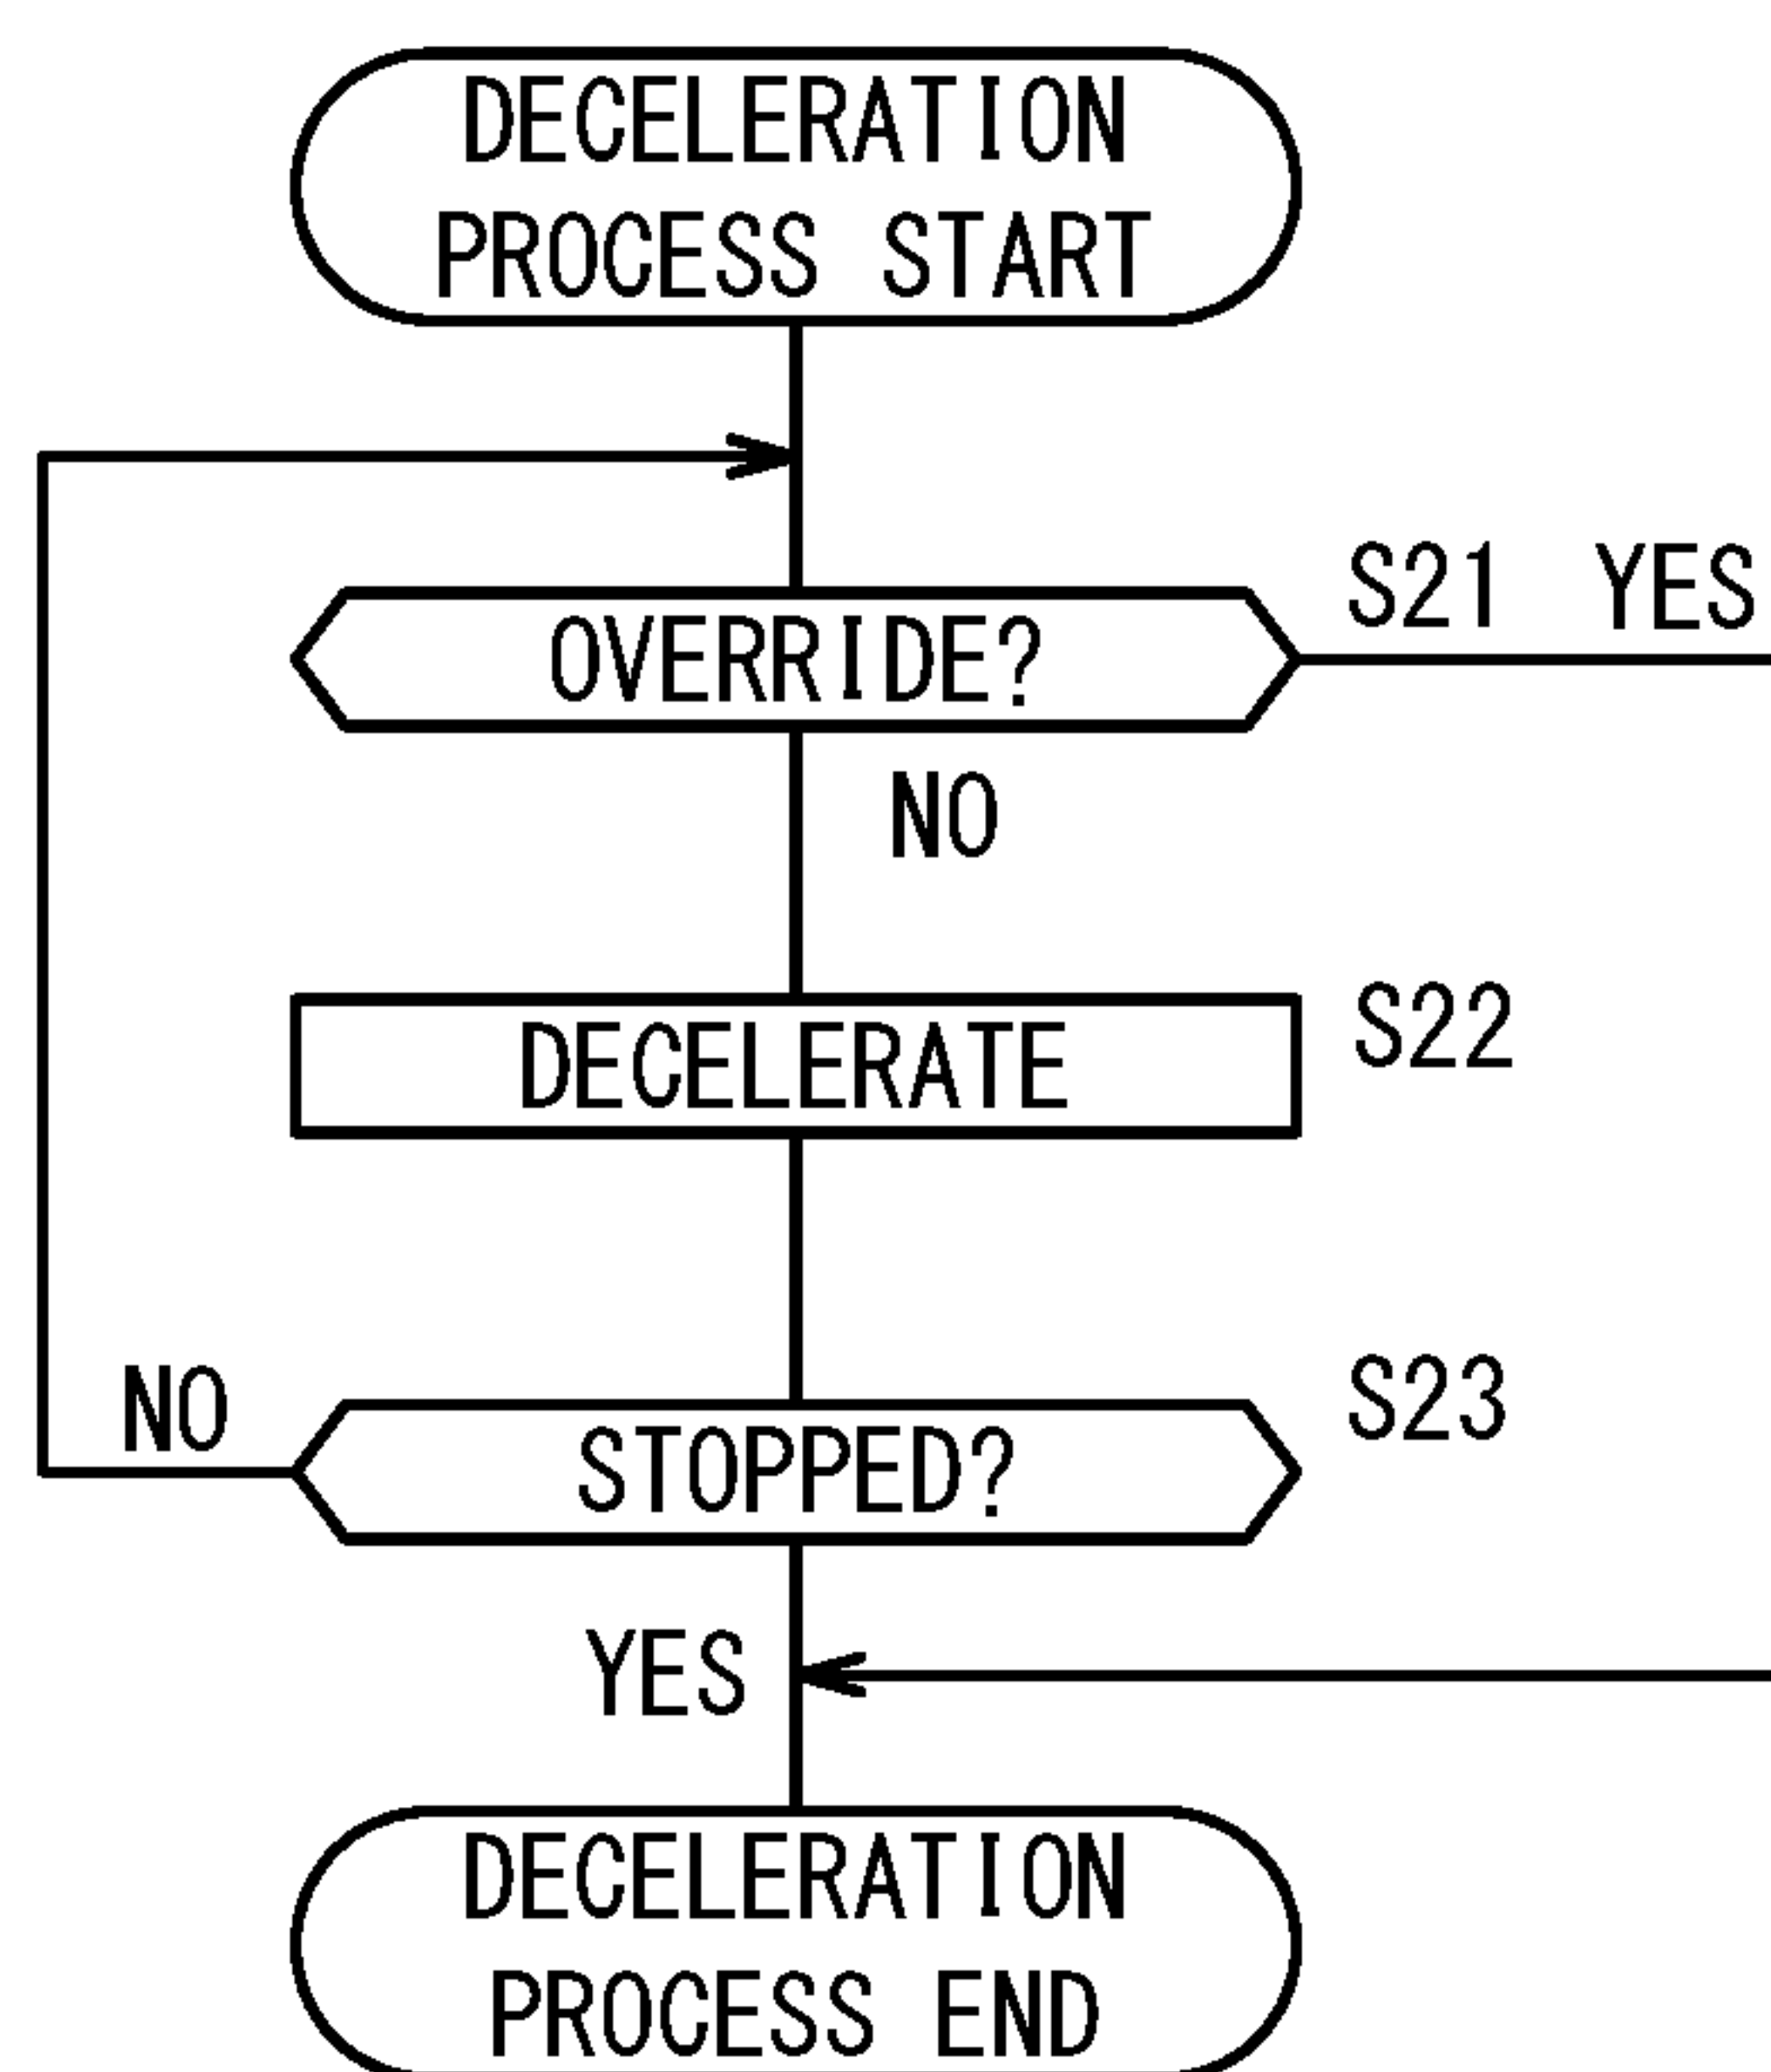 DECELERATION
PROCESS START
S21 YES
OVERRIDE?
NO
S22
DECELERATE
NO
S23
STOPPED?
YES
DECELERATION
PROCESS END